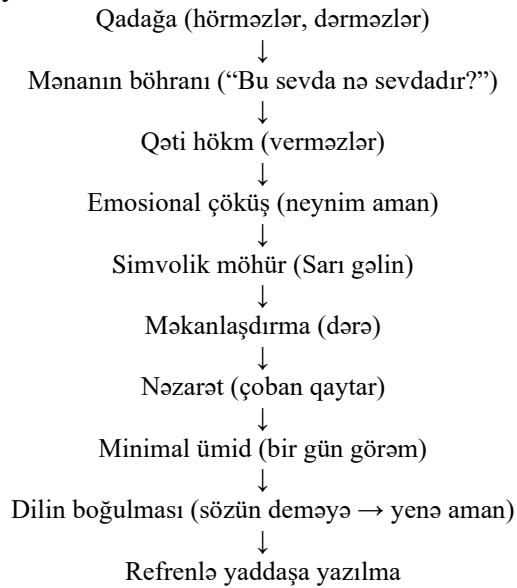 Qadağa (hörməzlər, dərməzlər)
↓
Mənanın böhranı (“Bu sevda nə sevdadır?”)
↓
Qəti hökm (verməzlər)
↓
Emosional çöküş (neynim aman)
↓
Simvolik möhür (Sarı gəlin)
↓
Məkanlaşdırma (dərə)
↓
Nəzarət (çoban qaytar)
↓
Minimal ümid (bir gün görəm)
↓
Dilin boğulması (sözün deməyə → yenə aman)
↓
Refrenlə yaddaşa yazılma